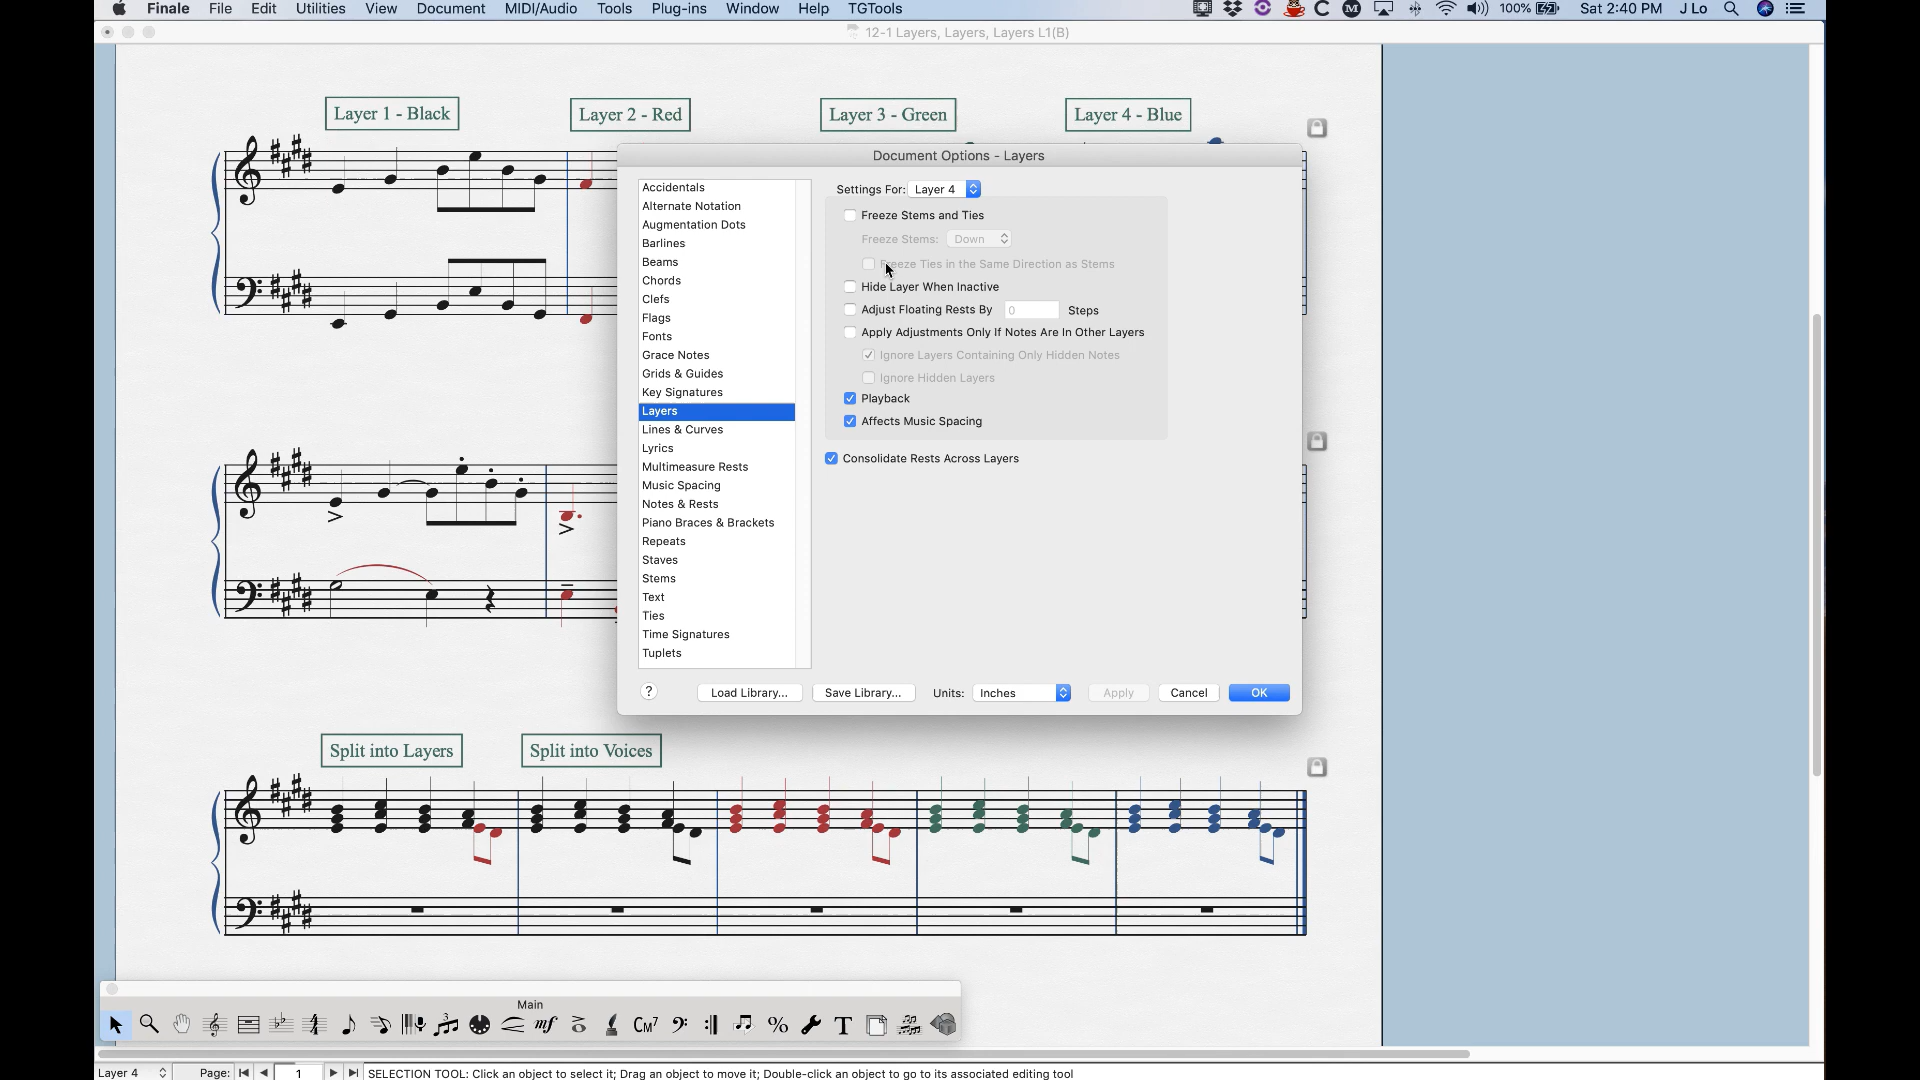 Finale File Edit Utilities View Document MIDI/Audio Tools Plug-ins Window Help TGTools 100% Sat 2:40 PM J Lo
12-1 Layers, Layers, Layers L1(B)
Layer 1 - Black
Layer 2 - Red
Layer 3 - Green
Layer 4 - Blue
Document Options - Layers
Accidentals
Alternate Notation
Augmentation Dots
Barlines
Beams
Chords
Clefs
Flags
Fonts
Grace Notes
Grids & Guides
Key Signatures
Layers
Lines & Curves
Lyrics
Multimeasure Rests
Music Spacing
Notes & Rests
Piano Braces & Brackets
Repeats
Staves
Stems
Text
Ties
Time Signatures
Tuplets
Settings For: Layer 4
Freeze Stems and Ties
Freeze Stems: Down
Freeze Ties in the Same Direction as Stems
Hide Layer When Inactive
Adjust Floating Rests By 0 Steps
Apply Adjustments Only If Notes Are In Other Layers
Ignore Layers Containing Only Hidden Notes
Ignore Hidden Layers
Playback
Affects Music Spacing
Consolidate Rests Across Layers
? Load Library... Save Library... Units: Inches Apply Cancel OK
Split into Layers
Split into Voices
Main
mf CM7 % T
Layer 4 Page: 1 SELECTION TOOL: Click an object to select it; Drag an object to move it; Double-click an object to go to its associated editing tool